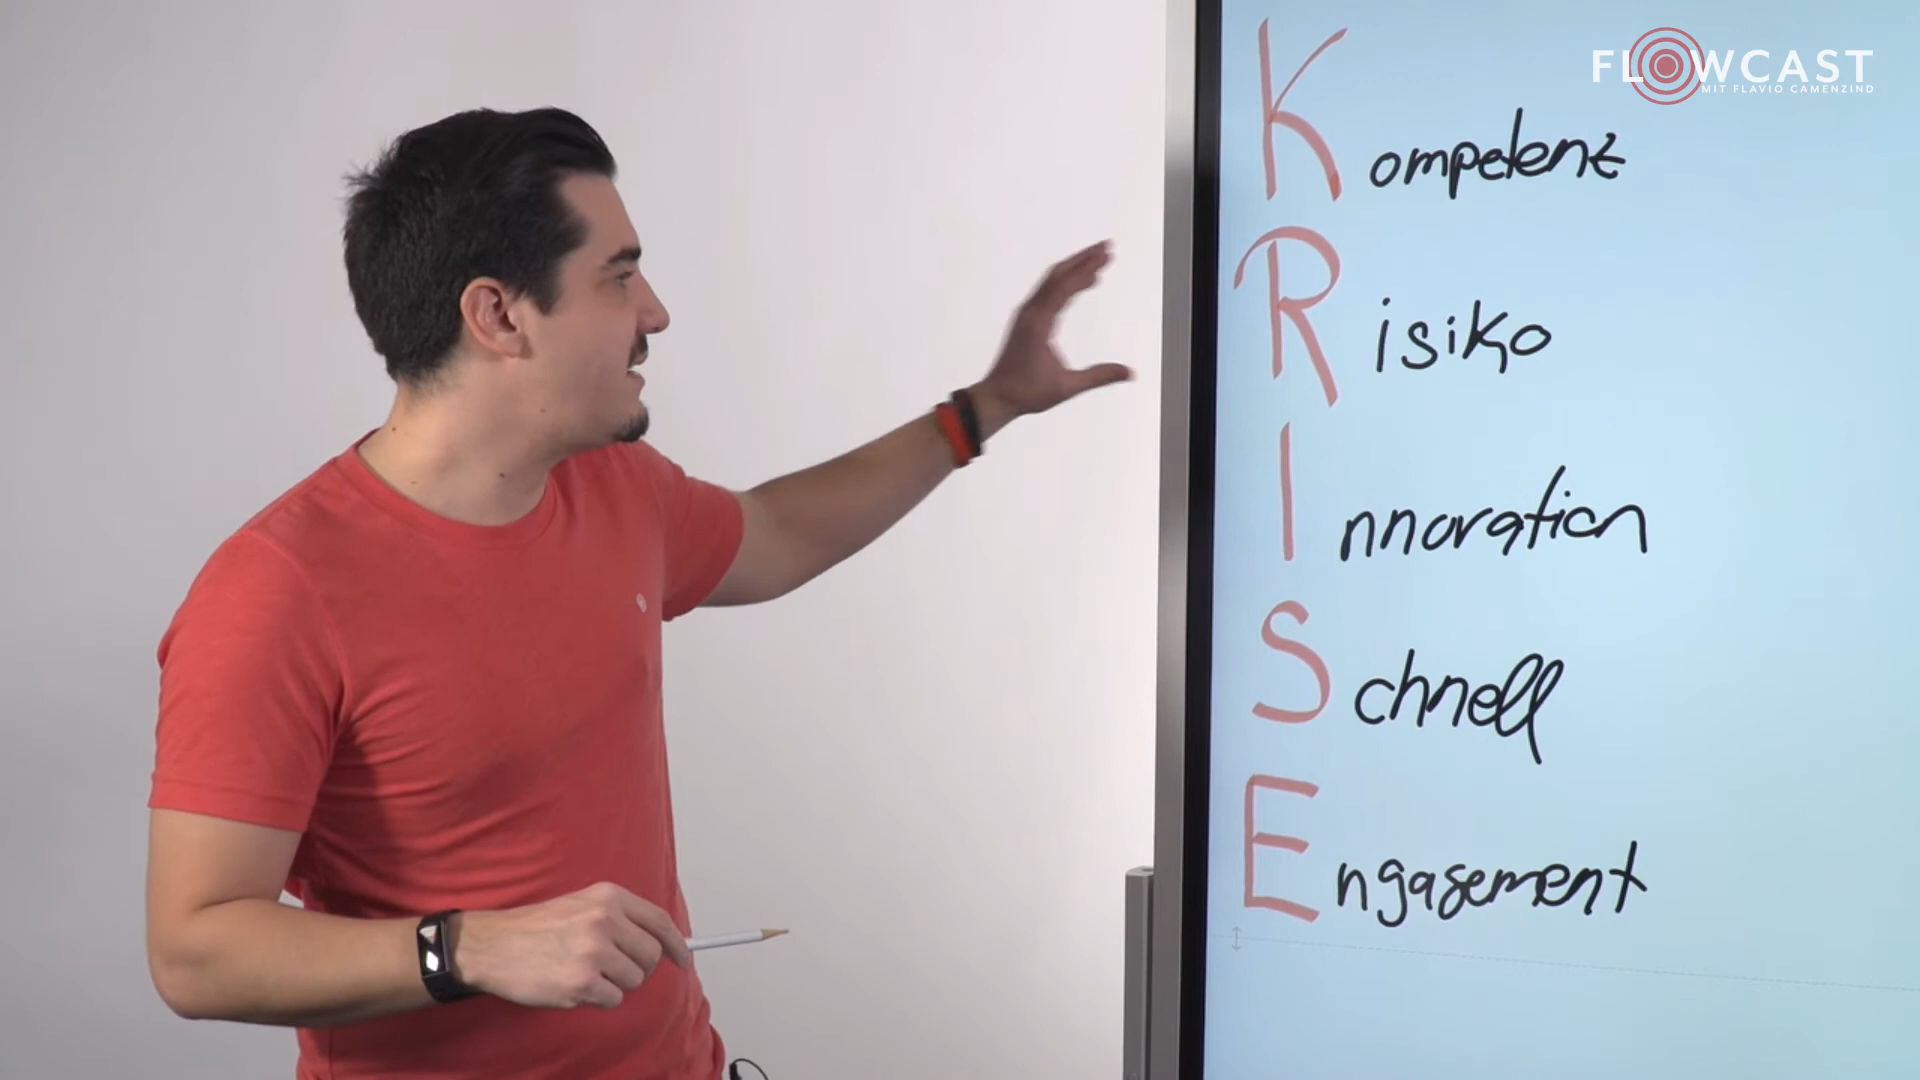 FLOWCAST
MIT FLAVIO CAMENZIND
Kompetenz
Risiko
Innovation
Schnell
Engagement